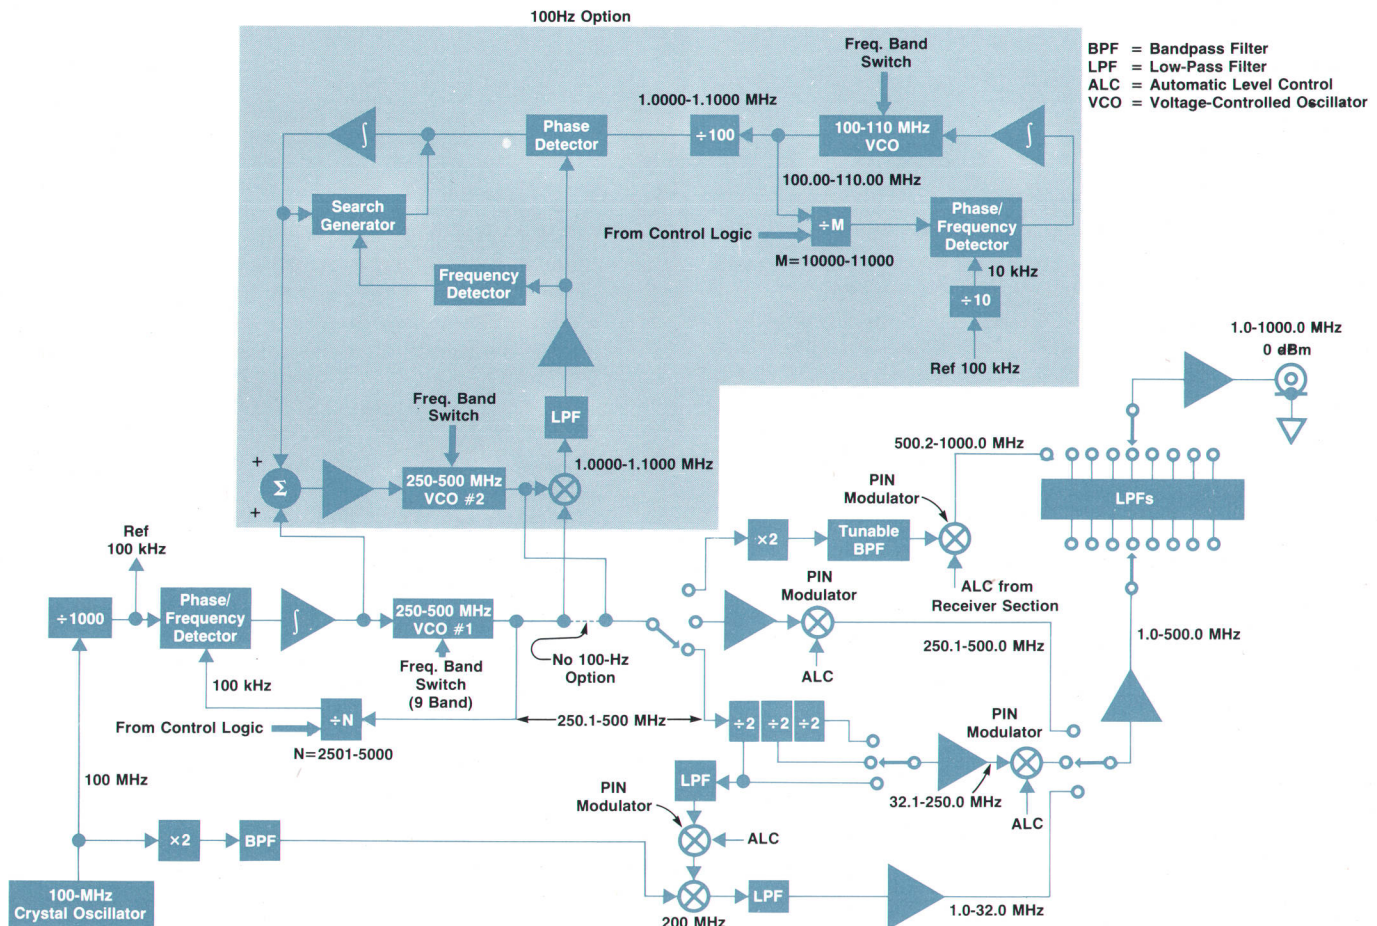 100Hz Option
BPF = Bandpass Filter
LPF = Low-Pass Filter
ALC = Automatic Level Control
VCO = Voltage-Controlled Oscillator
Freq. Band
Switch
1.0000-1.1000 MHz
∫
Phase
Detector
÷100
100-110 MHz
VCO
∫
100.00-110.00 MHz
Search
Generator
From Control Logic
÷M
Phase/
Frequency
Detector
M=10000-11000
10 kHz
Frequency
Detector
÷10
Ref 100 kHz
1.0-1000.0 MHz
0 dBm
Freq. Band
Switch
LPF
1.0000-1.1000 MHz
+
Σ
+
250-500 MHz
VCO #2
500.2-1000.0 MHz
PIN
Modulator
LPFs
×2
Tunable
BPF
ALC from
Receiver Section
Ref
100 kHz
÷1000
Phase/
Frequency
Detector
∫
250-500 MHz
VCO #1
PIN
Modulator
ALC
250.1-500.0 MHz
1.0-500.0 MHz
No 100-Hz
Option
Freq. Band
Switch
(9 Band)
100 kHz
From Control Logic
÷N
N=2501-5000
250.1-500 MHz
÷2
÷2
÷2
PIN
Modulator
32.1-250.0 MHz
ALC
100 MHz
LPF
PIN
Modulator
ALC
×2
BPF
100-MHz
Crystal Oscillator
200 MHz
LPF
1.0-32.0 MHz